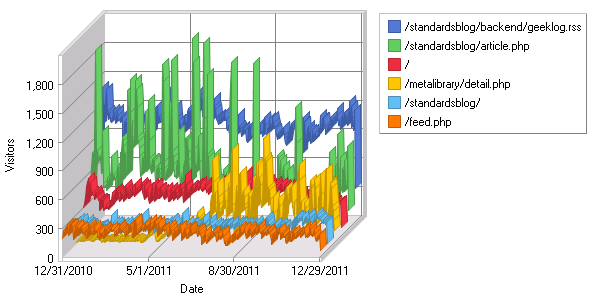 /standardsblog/backend/geeklog.rss
/standardsblog/article.php
/
/metalibrary/detail.php
/standardsblog/
/feed.php
1,800
1,500
1,200
900
600
300
0
Visitors
12/31/2010 5/1/2011 8/30/2011 12/29/2011
Date